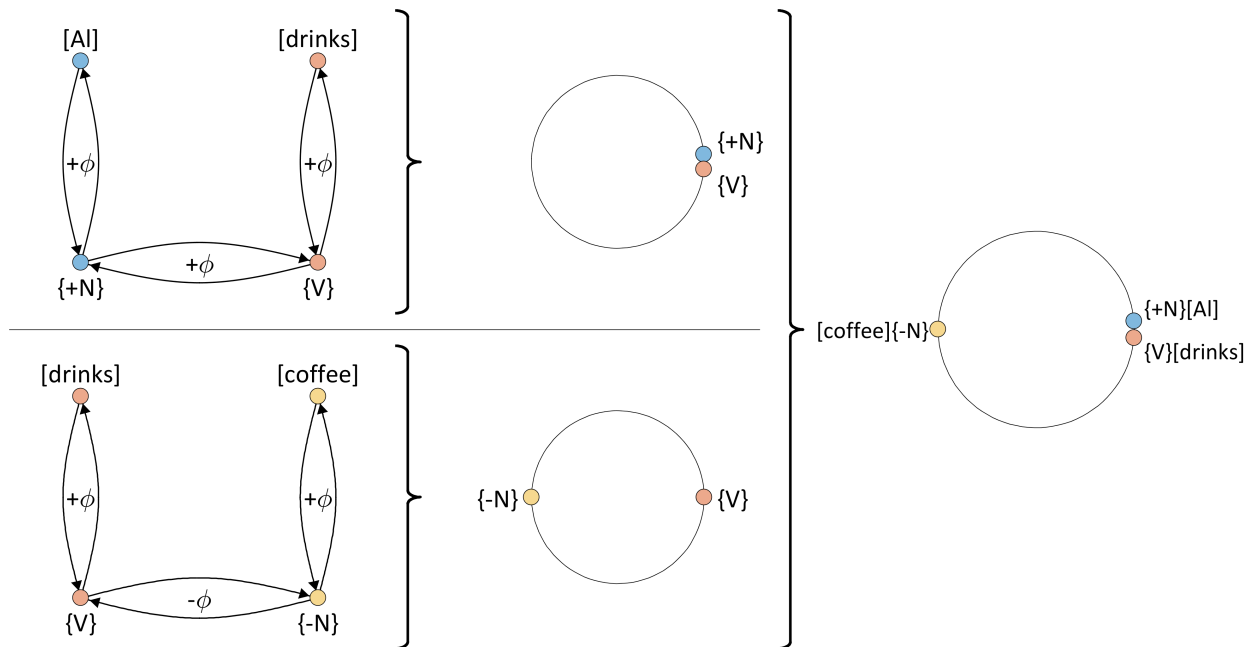 [Al]
[drinks]
+ϕ
+ϕ
+ϕ
{+N}
{V}
{+N}
{V}
[drinks]
[coffee]
+ϕ
+ϕ
-ϕ
{V}
{-N}
{-N}
{V}
[coffee]{-N}
{+N}[Al]
{V}[drinks]